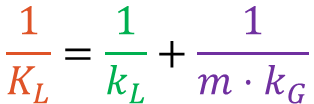 1/K_L = 1/k_L + 1/(m · k_G)